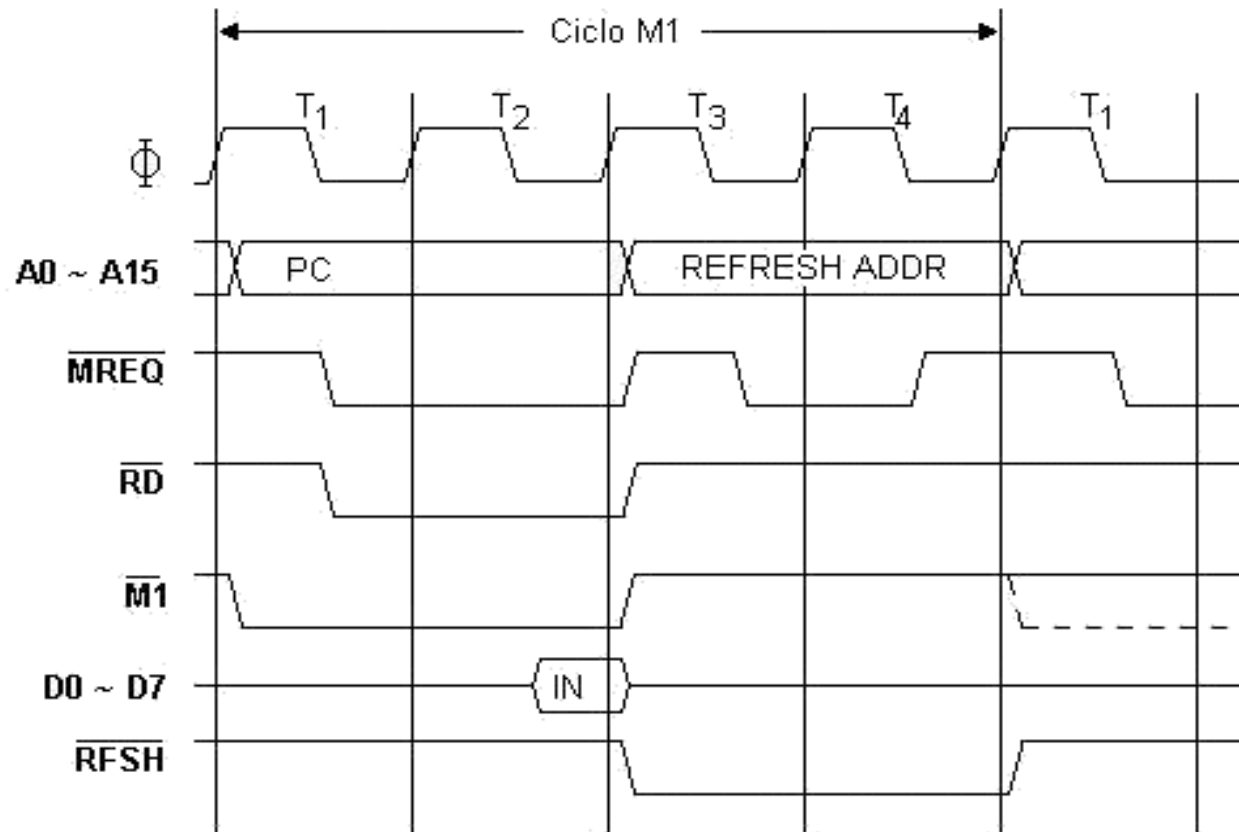 Ciclo M1
T1 T2 T3 T4 T1
Φ
A0 ~ A15 PC REFRESH ADDR
MREQ
RD
M1
D0 ~ D7 IN
RFSH